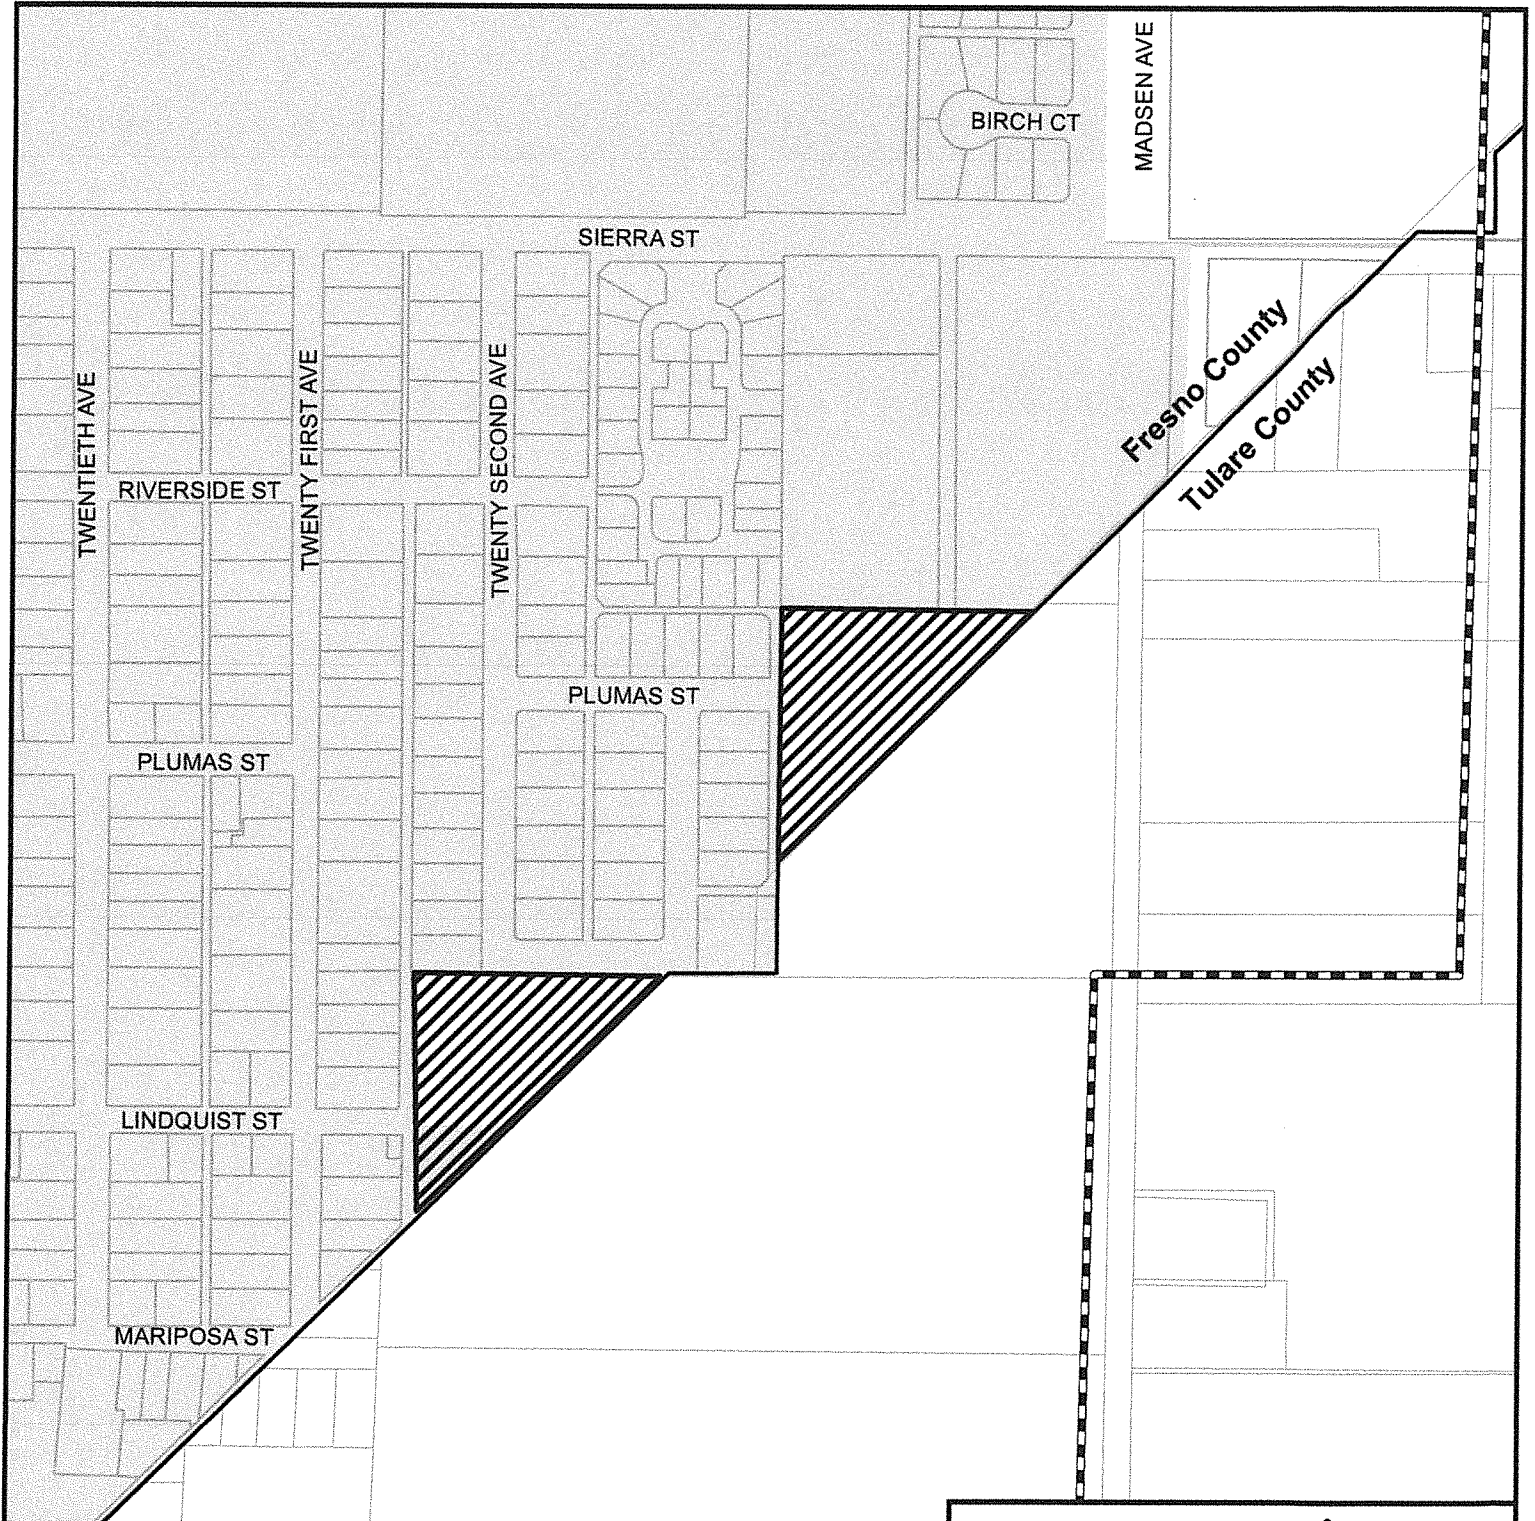 MADSEN AVE
BIRCH CT
SIERRA ST
TWENTIETH AVE
TWENTY FIRST AVE
TWENTY SECOND AVE
Fresno County
Tulare County
RIVERSIDE ST
PLUMAS ST
PLUMAS ST
LINDQUIST ST
MARIPOSA ST